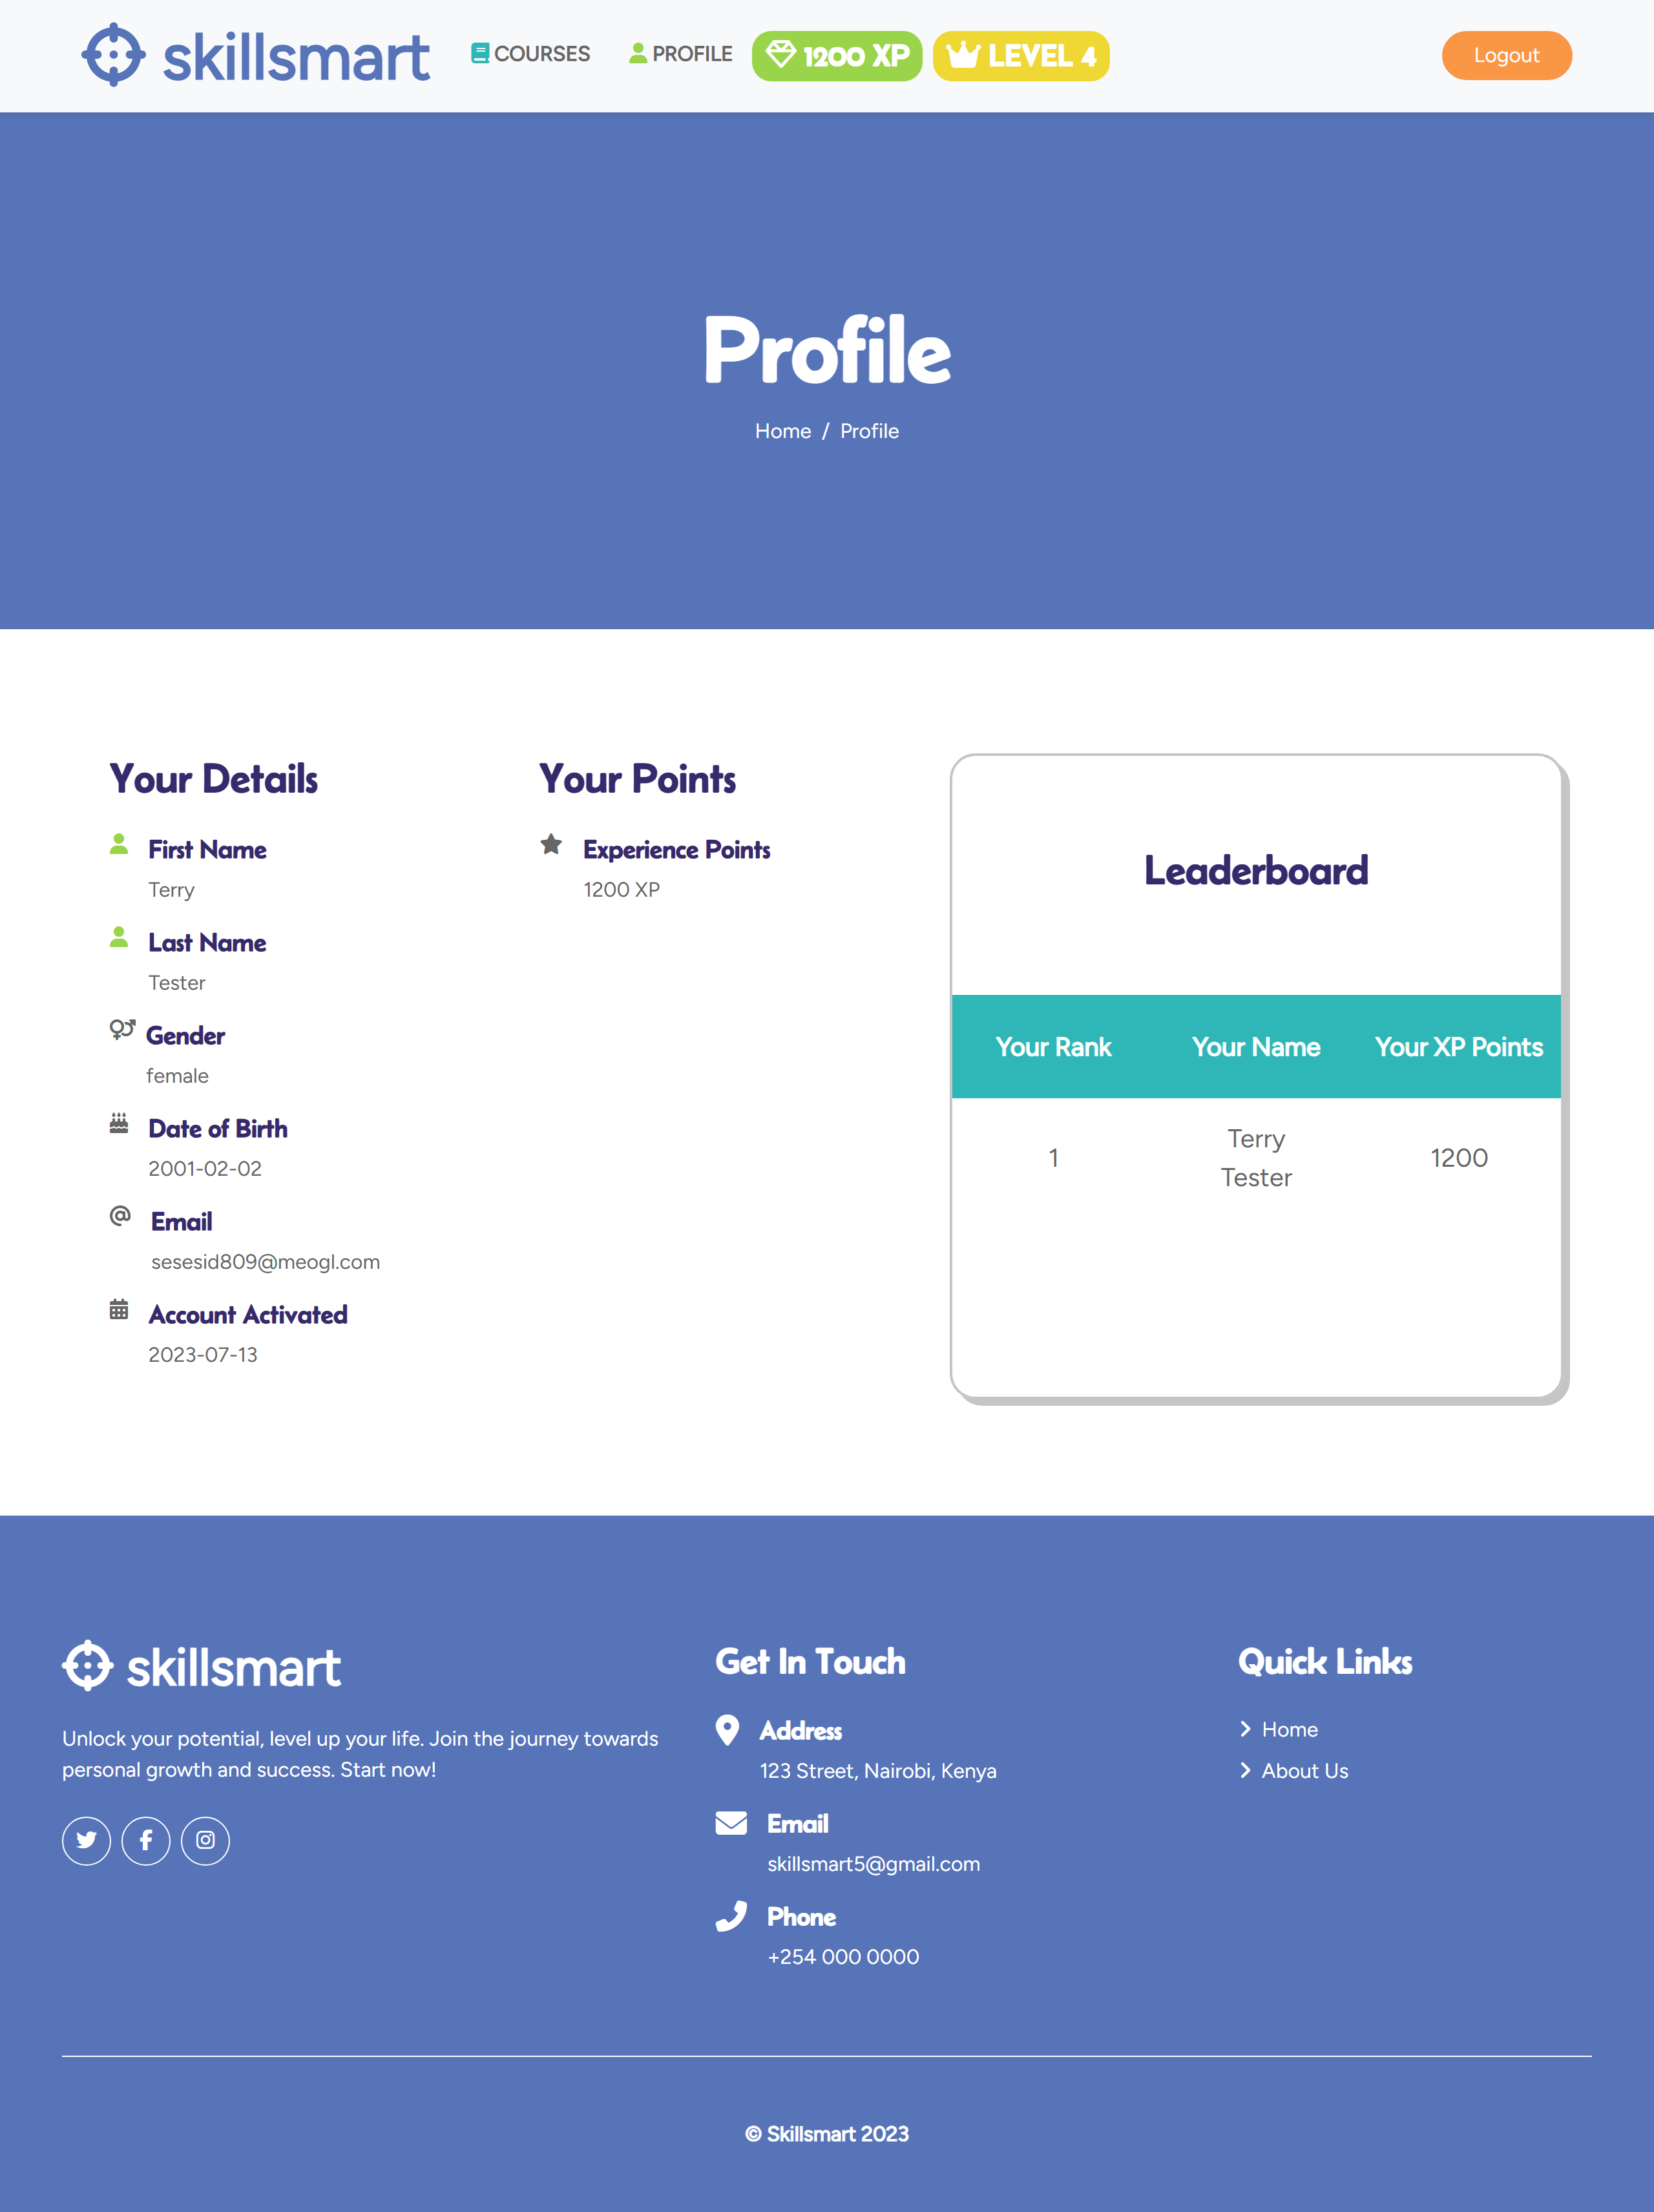 skillsmart
COURSES
PROFILE
1200 XP
LEVEL 4
Logout
Profile
Home / Profile
Your Details
First Name
Terry
Last Name
Tester
Gender
female
Date of Birth
2001-02-02
Email
sesesid809@meogl.com
Account Activated
2023-07-13
Your Points
Experience Points
1200 XP
Leaderboard
Your Rank Your Name Your XP Points
1 Terry Tester 1200
skillsmart
Unlock your potential, level up your life. Join the journey towards
personal growth and success. Start now!
Get In Touch
Address
123 Street, Nairobi, Kenya
Email
skillsmart5@gmail.com
Phone
+254 000 0000
Quick Links
Home
About Us
© Skillsmart 2023